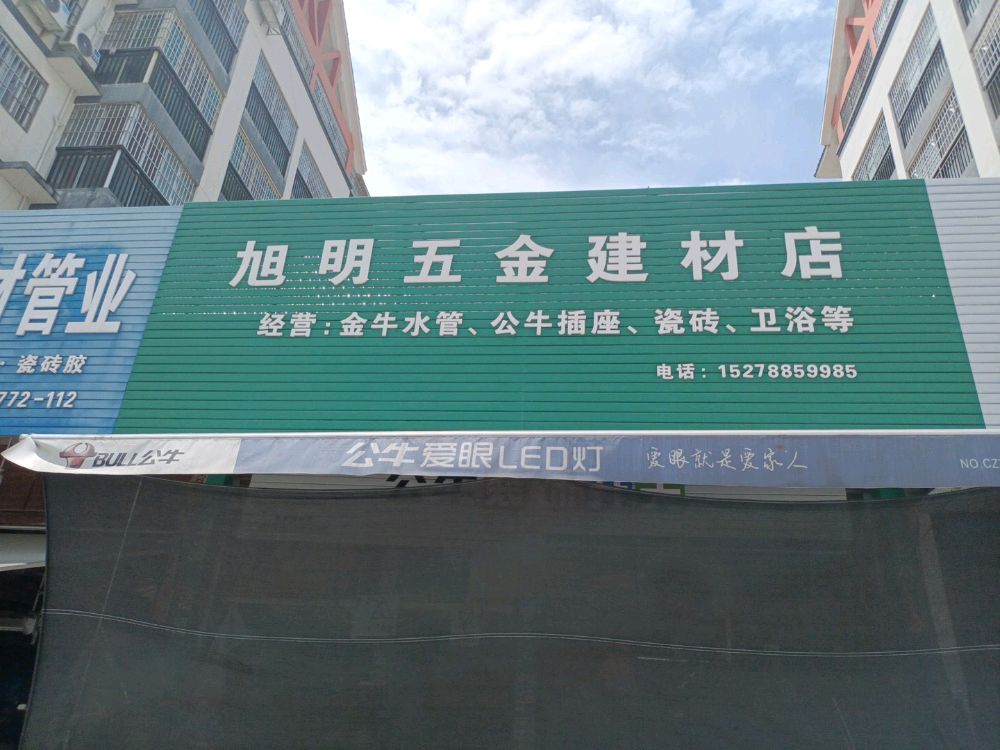 旭明五金建材店
经营:金牛水管、公牛插座、瓷砖、卫浴等
电话:15278859985
材管业
· 瓷砖胶
772-112
BULL公牛
公牛爱眼LED灯
爱眼就是爱家人
NO.CZ